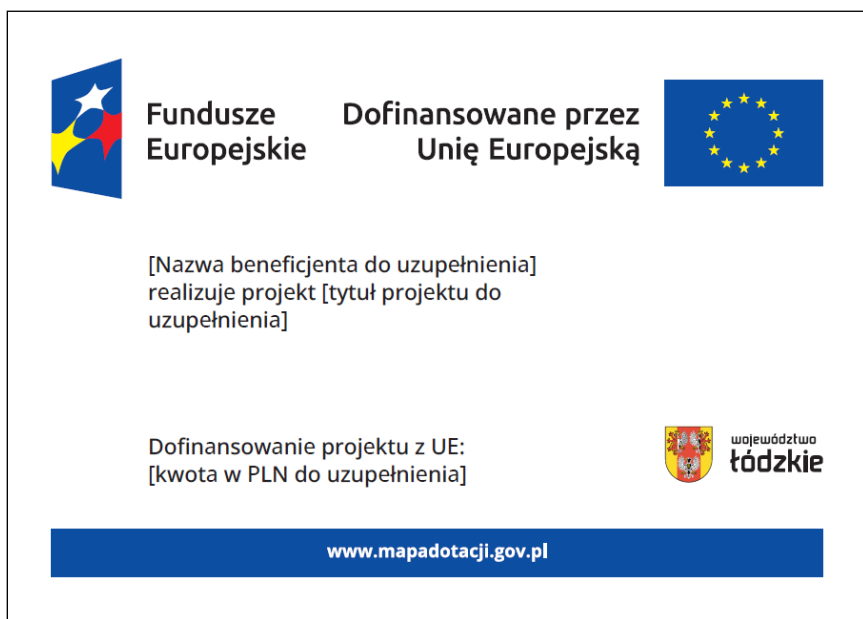 Fundusze
Europejskie
Dofinansowane przez
Unię Europejską
[Nazwa beneficjenta do uzupełnienia]
realizuje projekt [tytuł projektu do
uzupełnienia]
Dofinansowanie projektu z UE:
[kwota w PLN do uzupełnienia]
województwo
łódzkie
www.mapadotacji.gov.pl